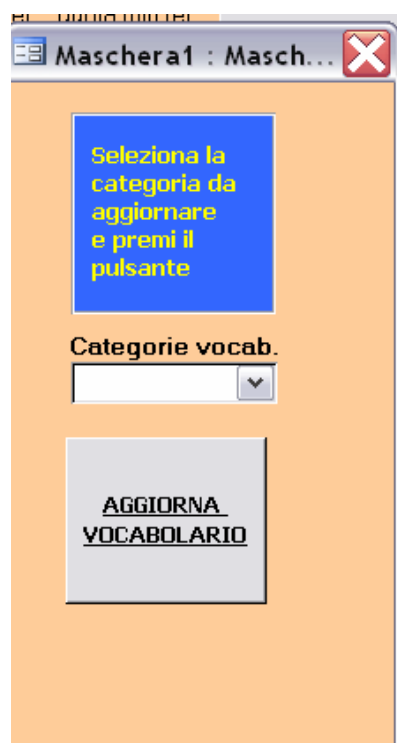 Maschera1 : Masch...
Seleziona la
categoria da
aggiornare
e premi il
pulsante
Categorie vocab.
AGGIORNA
VOCABOLARIO